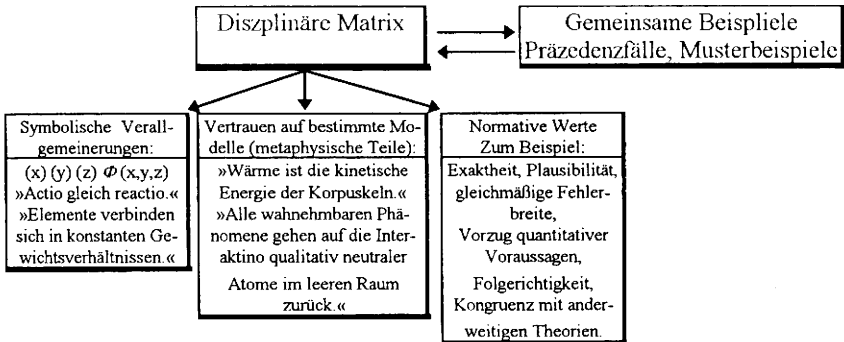 Diszplinäre Matrix
Gemeinsame Beispliele
Präzedenzfälle, Musterbeispiele
Symbolische Verall-
gemeinerungen:
(x) (y) (z) Φ (x,y,z)
»Actio gleich reactio.«
»Elemente verbinden
sich in konstanten Ge-
wichtsverhältnissen.«
Vertrauen auf bestimmte Mo-
delle (metaphysische Teile):
»Wärme ist die kinetische
Energie der Korpuskeln.«
»Alle wahnehmbaren Phä-
nomene gehen auf die Inter-
aktino qualitativ neutraler
Atome im leeren Raum
zurück.«
Normative Werte
Zum Beispiel:
Exaktheit, Plausibilität,
gleichmäßige Fehler-
breite,
Vorzug quantitativer
Voraussagen,
Folgerichtigkeit,
Kongruenz mit ander-
weitigen Theorien.